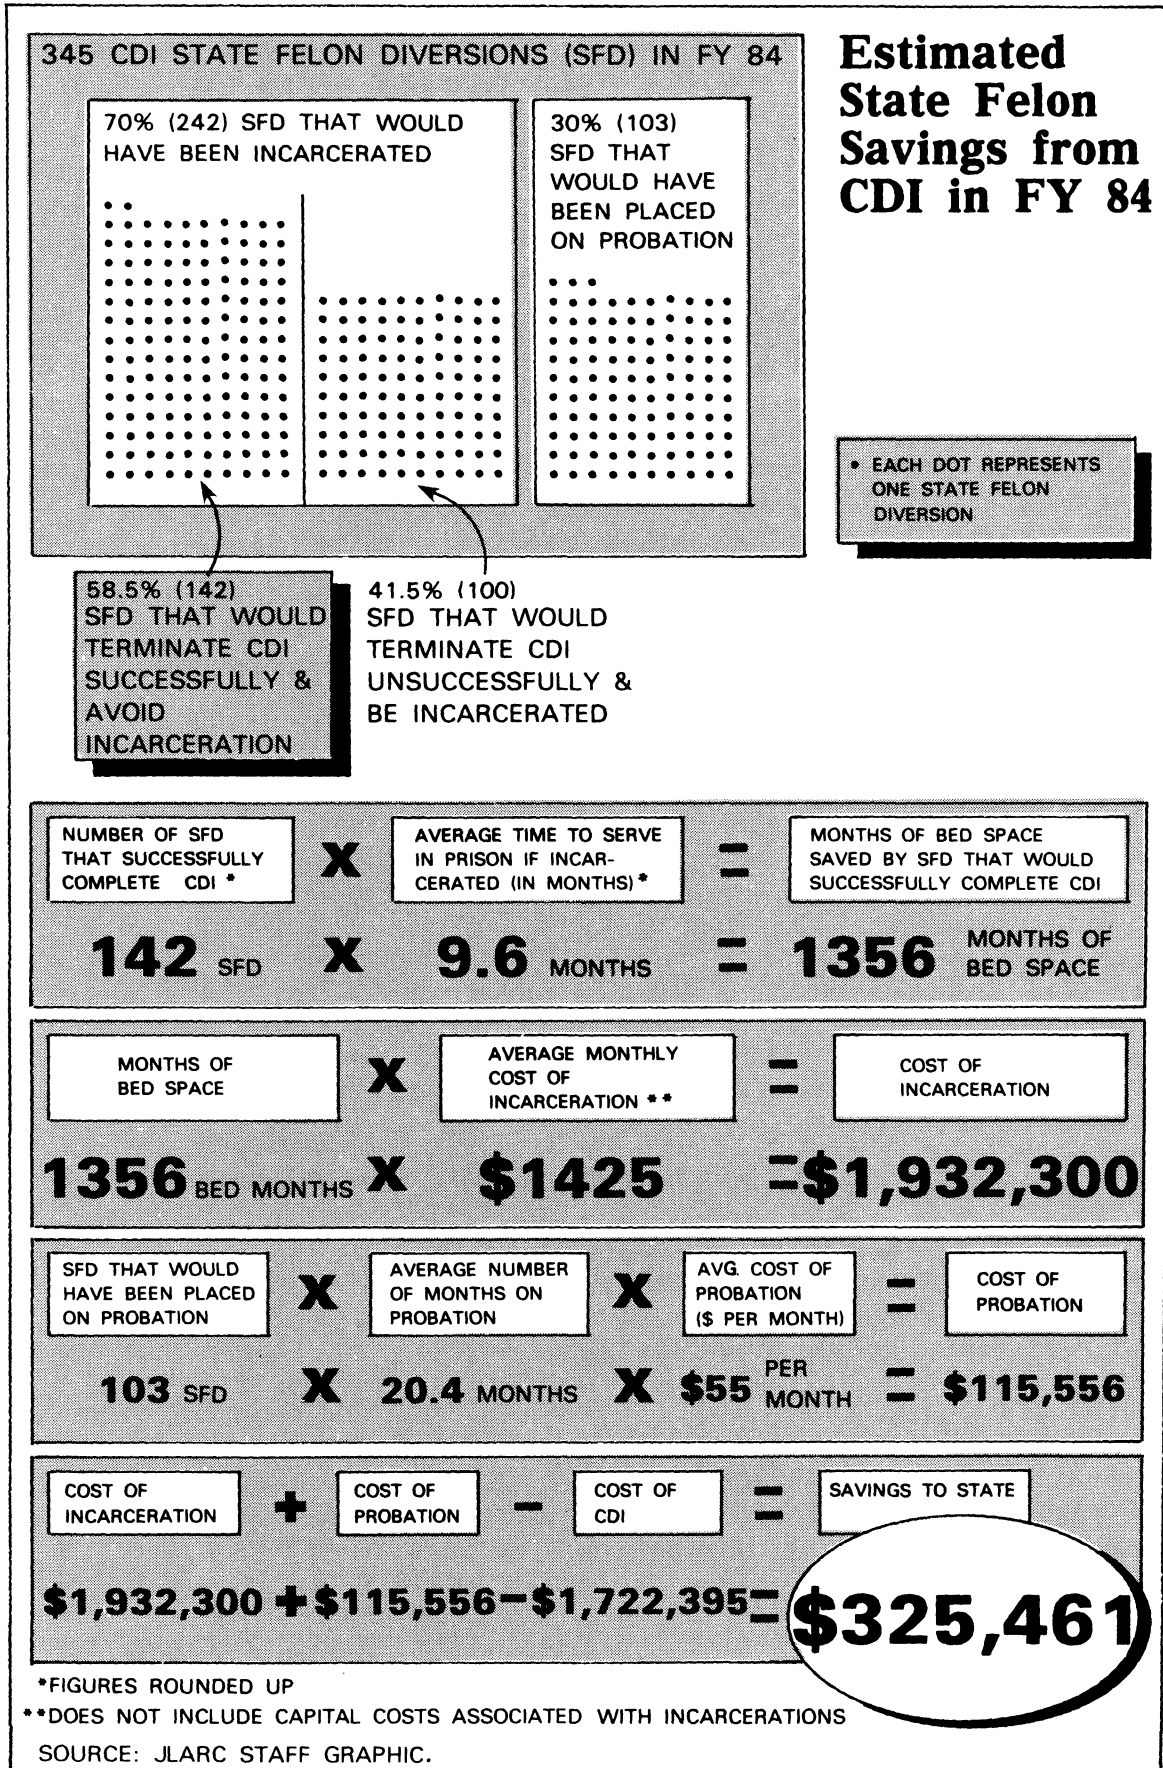 345 CDI STATE FELON DIVERSIONS (SFD) IN FY 84
Estimated
State Felon
Savings from
CDI in FY 84
70% (242) SFD THAT WOULD
HAVE BEEN INCARCERATED
30% (103)
SFD THAT
WOULD HAVE
BEEN PLACED
ON PROBATION
• EACH DOT REPRESENTS
ONE STATE FELON
DIVERSION
58.5% (142)
SFD THAT WOULD
TERMINATE CDI
SUCCESSFULLY &
AVOID
INCARCERATION
41.5% (100)
SFD THAT WOULD
TERMINATE CDI
UNSUCCESSFULLY &
BE INCARCERATED
NUMBER OF SFD
THAT SUCCESSFULLY
COMPLETE CDI *
X
AVERAGE TIME TO SERVE
IN PRISON IF INCAR-
CERATED (IN MONTHS) *
=
MONTHS OF BED SPACE
SAVED BY SFD THAT WOULD
SUCCESSFULLY COMPLETE CDI
142 SFD X 9.6 MONTHS = 1356 MONTHS OF
BED SPACE
MONTHS OF
BED SPACE
X
AVERAGE MONTHLY
COST OF
INCARCERATION **
=
COST OF
INCARCERATION
1356 BED MONTHS X $1425 =$1,932,300
SFD THAT WOULD
HAVE BEEN PLACED
ON PROBATION
X
AVERAGE NUMBER
OF MONTHS ON
PROBATION
X
AVG. COST OF
PROBATION
($ PER MONTH)
=
COST OF
PROBATION
103 SFD X 20.4 MONTHS X $55 PER
MONTH = $115,556
COST OF
INCARCERATION
+
COST OF
PROBATION
-
COST OF
CDI
=
SAVINGS TO STATE
$1,932,300 + $115,556 - $1,722,395 = $325,461
*FIGURES ROUNDED UP
**DOES NOT INCLUDE CAPITAL COSTS ASSOCIATED WITH INCARCERATIONS
SOURCE: JLARC STAFF GRAPHIC.